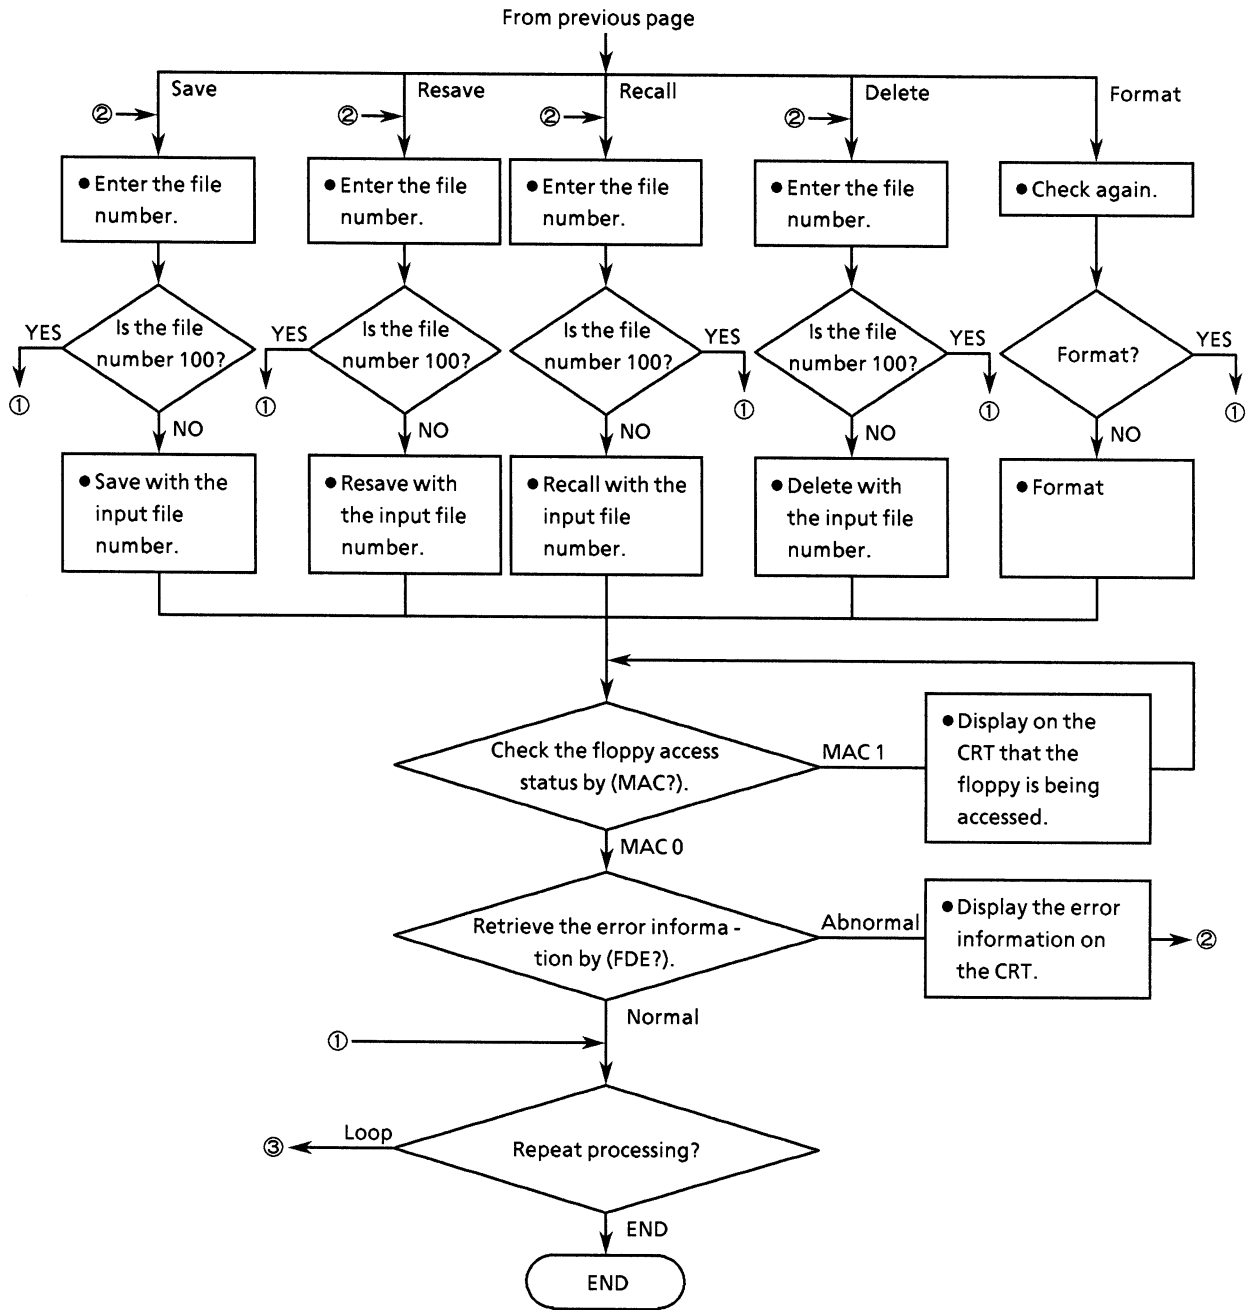 From previous page
Save
Resave
Recall
Delete
Format
②
②
②
②
● Enter the file
number.
● Enter the file
number.
● Enter the file
number.
● Enter the file
number.
● Check again.
YES
Is the file
number 100?
①
NO
YES
Is the file
number 100?
①
NO
Is the file
number 100?
YES
①
NO
Is the file
number 100?
YES
①
NO
Format?
YES
①
NO
● Save with the
input file
number.
● Resave with
the input file
number.
● Recall with the
input file
number.
● Delete with
the input file
number.
● Format
Check the floppy access
status by (MAC?).
MAC 1
● Display on the
CRT that the
floppy is being
accessed.
MAC 0
Retrieve the error informa -
tion by (FDE?).
Abnormal
● Display the error
information on
the CRT.
②
Normal
①
Repeat processing?
Loop
③
END
END